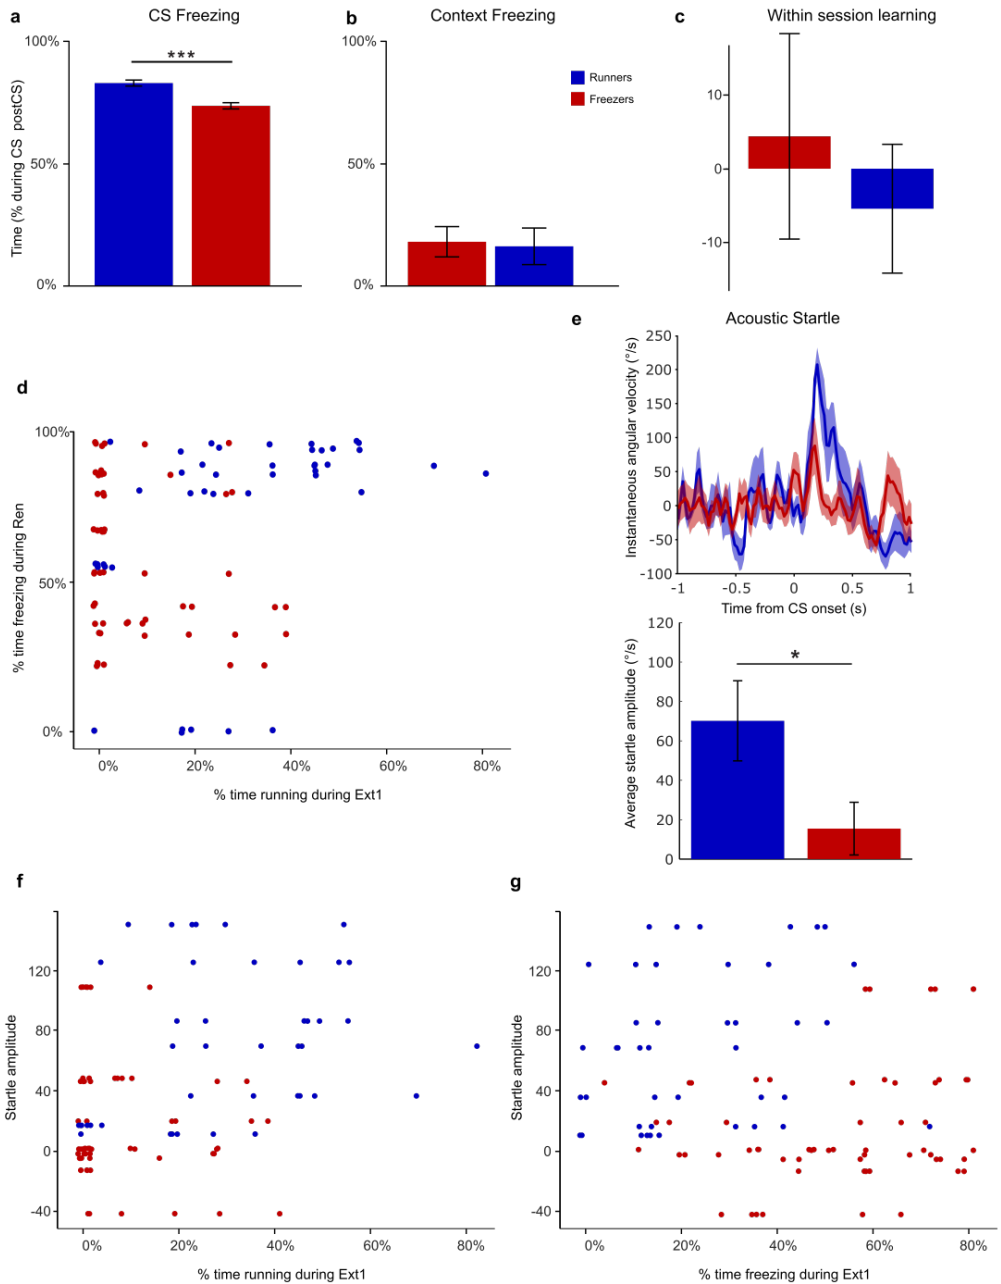 a
CS Freezing
b
Context Freezing
c
Within session learning
100%
50%
0%
Time (% during CS postCS)
***
100%
50%
0%
Runners
Freezers
10
0
-10
d
100%
50%
0%
% time freezing during Ren
0%
20%
40%
60%
80%
% time running during Ext1
e
Acoustic Startle
250
200
150
100
50
0
-50
-100
Instantaneous angular velocity (°/s)
-1
-0.5
0
0.5
1
Time from CS onset (s)
120
100
80
60
40
20
0
Average startle amplitude (°/s)
*
f
120
80
40
0
-40
Startle amplitude
0%
20%
40%
60%
80%
% time running during Ext1
g
120
80
40
0
-40
Startle amplitude
0%
20%
40%
60%
80%
% time freezing during Ext1